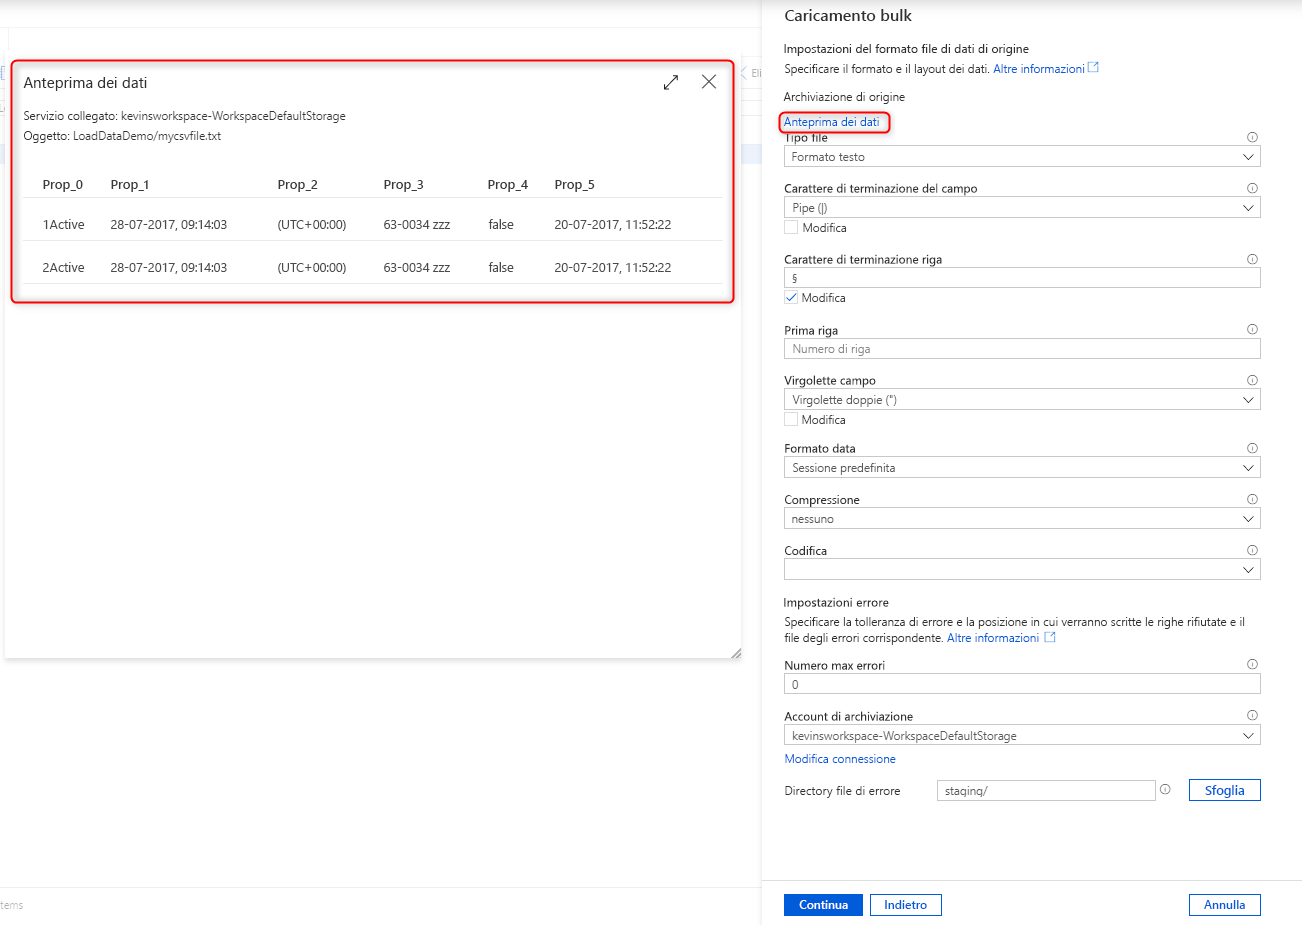 Anteprima dei dati
Servizio collegato: kevinsworkspace-WorkspaceDefaultStorage
Oggetto: LoadDataDemo/mycsvfile.txt
Prop_0 Prop_1 Prop_2 Prop_3 Prop_4 Prop_5
1Active 28-07-2017, 09:14:03 (UTC+00:00) 63-0034 zzz false 20-07-2017, 11:52:22
2Active 28-07-2017, 09:14:03 (UTC+00:00) 63-0034 zzz false 20-07-2017, 11:52:22
Eli
tems
Caricamento bulk
Impostazioni del formato file di dati di origine
Specificare il formato e il layout dei dati. Altre informazioni
Archiviazione di origine
Anteprima dei dati
Tipo file
Formato testo
Carattere di terminazione del campo
Pipe (|)
Modifica
Carattere di terminazione riga
§
Modifica
Prima riga
Numero di riga
Virgolette campo
Virgolette doppie (")
Modifica
Formato data
Sessione predefinita
Compressione
nessuno
Codifica
Impostazioni errore
Specificare la tolleranza di errore e la posizione in cui verranno scritte le righe rifiutate e il
file degli errori corrispondente. Altre informazioni
Numero max errori
0
Account di archiviazione
kevinsworkspace-WorkspaceDefaultStorage
Modifica connessione
Directory file di errore staging/ Sfoglia
Continua Indietro Annulla